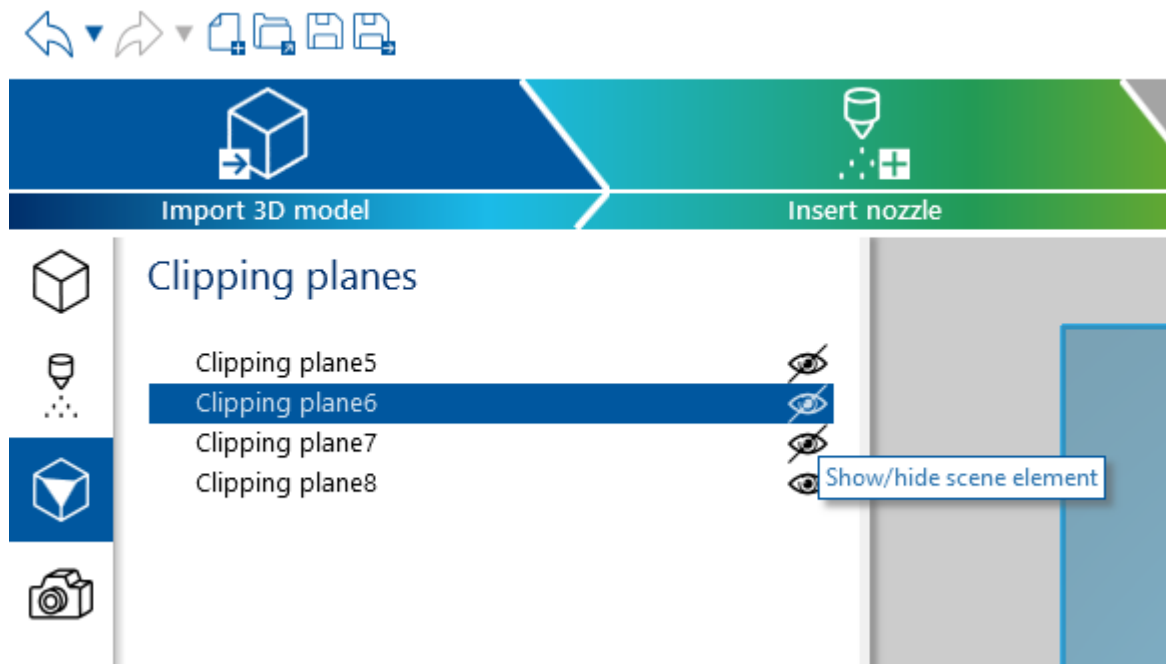 Import 3D model
Insert nozzle
Clipping planes
Clipping plane5
Clipping plane6
Clipping plane7
Clipping plane8
Show/hide scene element